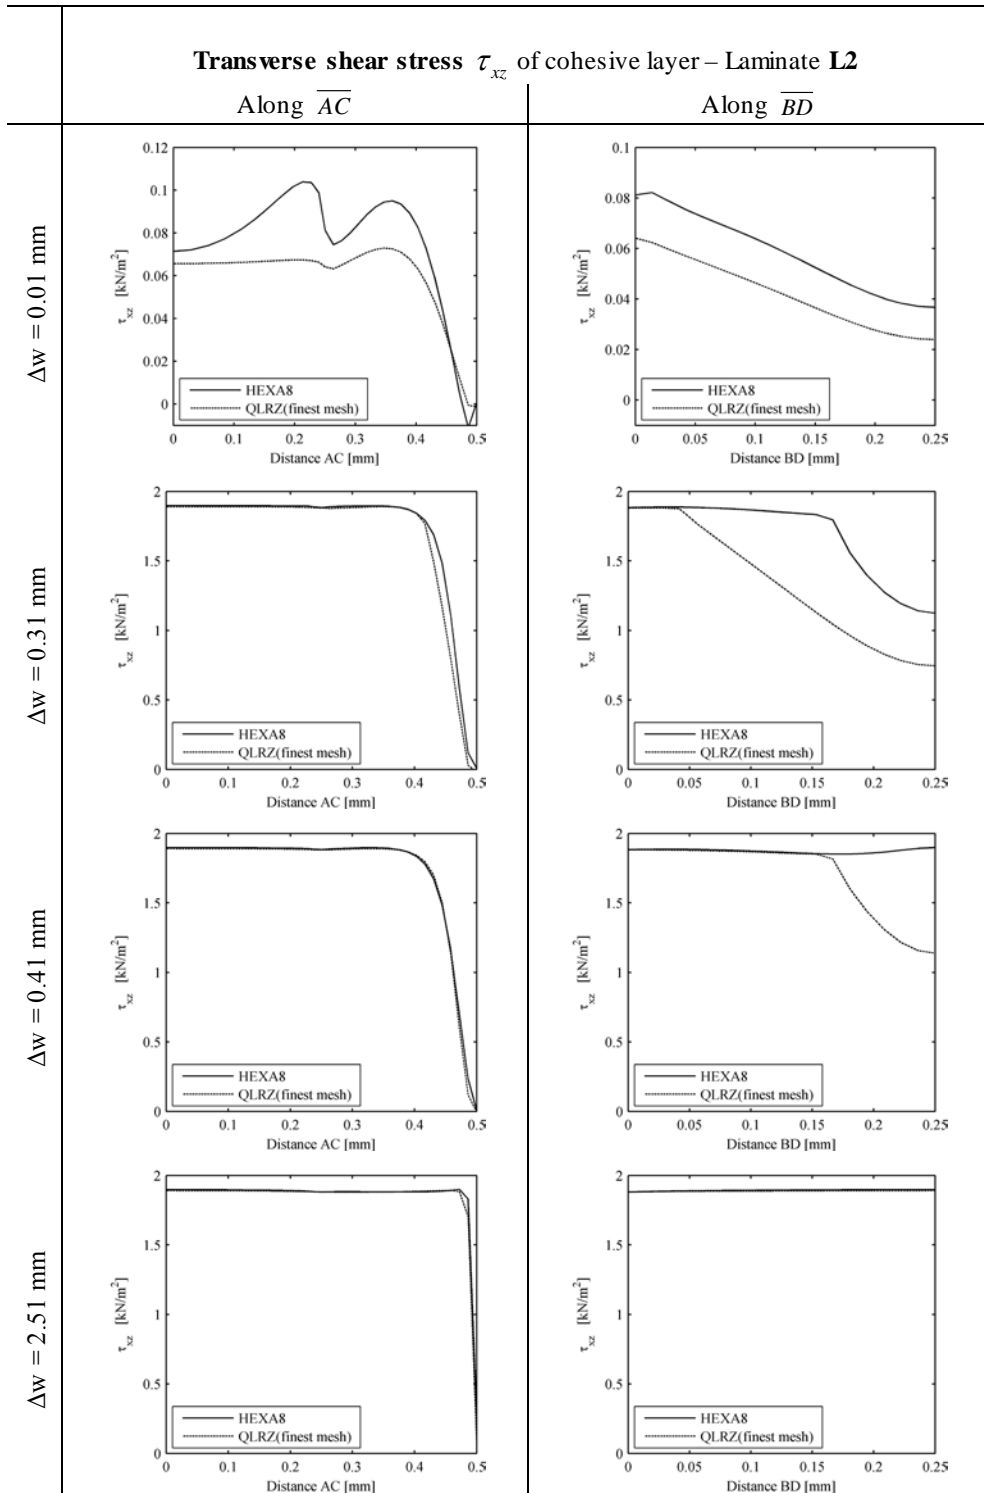 Transverse shear stress τxz of cohesive layer – Laminate L2
Along AC
Along BD
Δw = 0.01 mm
0.12
0.1
0.08
0.06
0.04
0.02
0
τxz [kN/m²]
HEXA8
QLRZ(finest mesh)
0 0.1 0.2 0.3 0.4 0.5
Distance AC [mm]
0.1
0.08
0.06
0.04
0.02
0
τxz [kN/m²]
HEXA8
QLRZ(finest mesh)
0 0.05 0.1 0.15 0.2 0.25
Distance BD [mm]
Δw = 0.31 mm
2
1.5
1
0.5
0
τxz [kN/m²]
HEXA8
QLRZ(finest mesh)
0 0.1 0.2 0.3 0.4 0.5
Distance AC [mm]
2
1.5
1
0.5
0
τxz [kN/m²]
HEXA8
QLRZ(finest mesh)
0 0.05 0.1 0.15 0.2 0.25
Distance BD [mm]
Δw = 0.41 mm
2
1.5
1
0.5
0
τxz [kN/m²]
HEXA8
QLRZ(finest mesh)
0 0.1 0.2 0.3 0.4 0.5
Distance AC [mm]
2
1.5
1
0.5
0
τxz [kN/m²]
HEXA8
QLRZ(finest mesh)
0 0.05 0.1 0.15 0.2 0.25
Distance BD [mm]
Δw = 2.51 mm
2
1.5
1
0.5
0
τxz [kN/m²]
HEXA8
QLRZ(finest mesh)
0 0.1 0.2 0.3 0.4 0.5
Distance AC [mm]
2
1.5
1
0.5
0
τxz [kN/m²]
HEXA8
QLRZ(finest mesh)
0 0.05 0.1 0.15 0.2 0.25
Distance BD [mm]